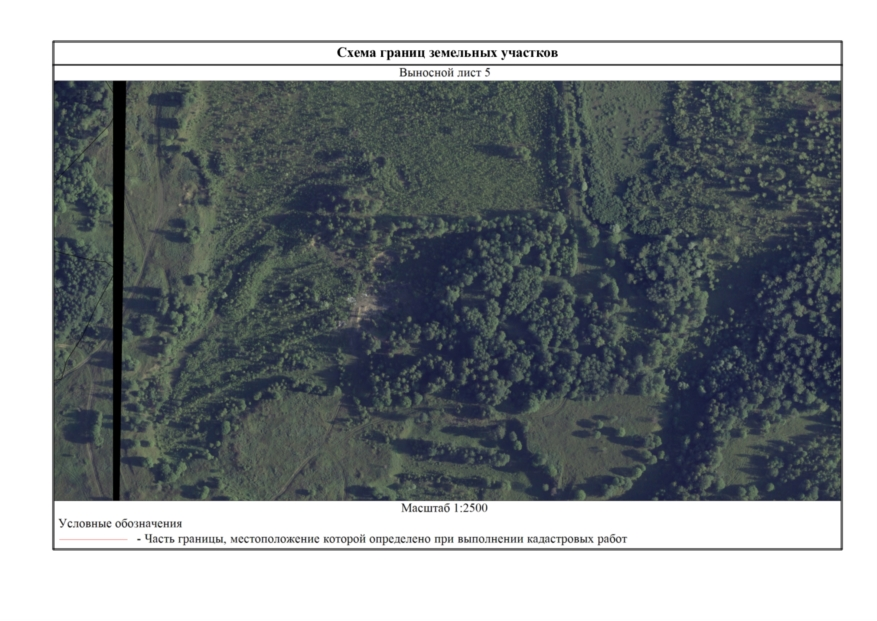 Схема границ земельных участков
Выносной лист 5
Масштаб 1:2500
Условные обозначения
- Часть границы, местоположение которой определено при выполнении кадастровых работ